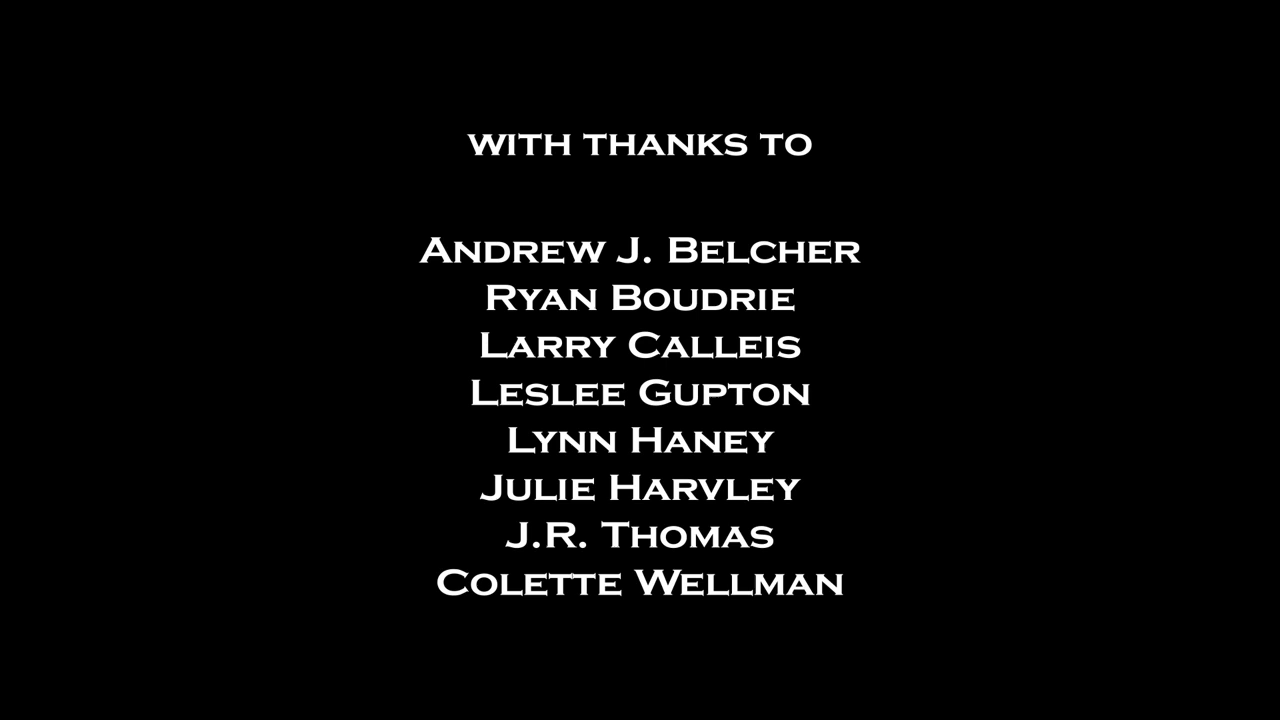 WITH THANKS TO
ANDREW J. BELCHER
RYAN BOUDRIE
LARRY CALLEIS
LESLEE GUPTON
LYNN HANEY
JULIE HARVLEY
J.R. THOMAS
COLETTE WELLMAN